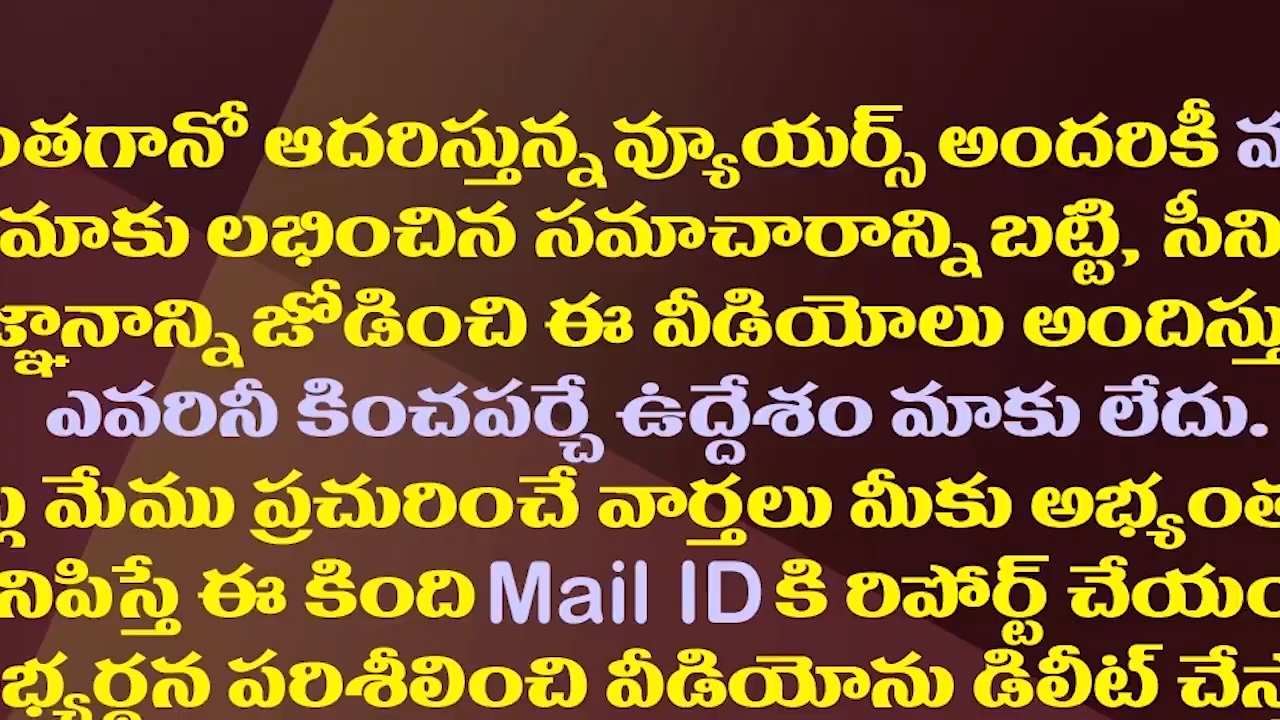 ంతగానో ఆదరిస్తున్న వ్యూయర్స్ అందరికీ
మాకు లభించిన సమాచారాన్ని బట్టి, సీని
జ్ఞానాన్ని జోడించి ఈ వీడియోలు అందిస్తు
ఎవరినీ కించపర్చే ఉద్దేశం మాకు లేదు.
మేము ప్రచురించే వార్తలు మీకు అభ్యంత
నిపిస్తే ఈ కింది Mail ID కి రిపోర్ట్ చేయం
భ్యర్థన పరిశీలించి వీడియోను డిలీట్ చేస